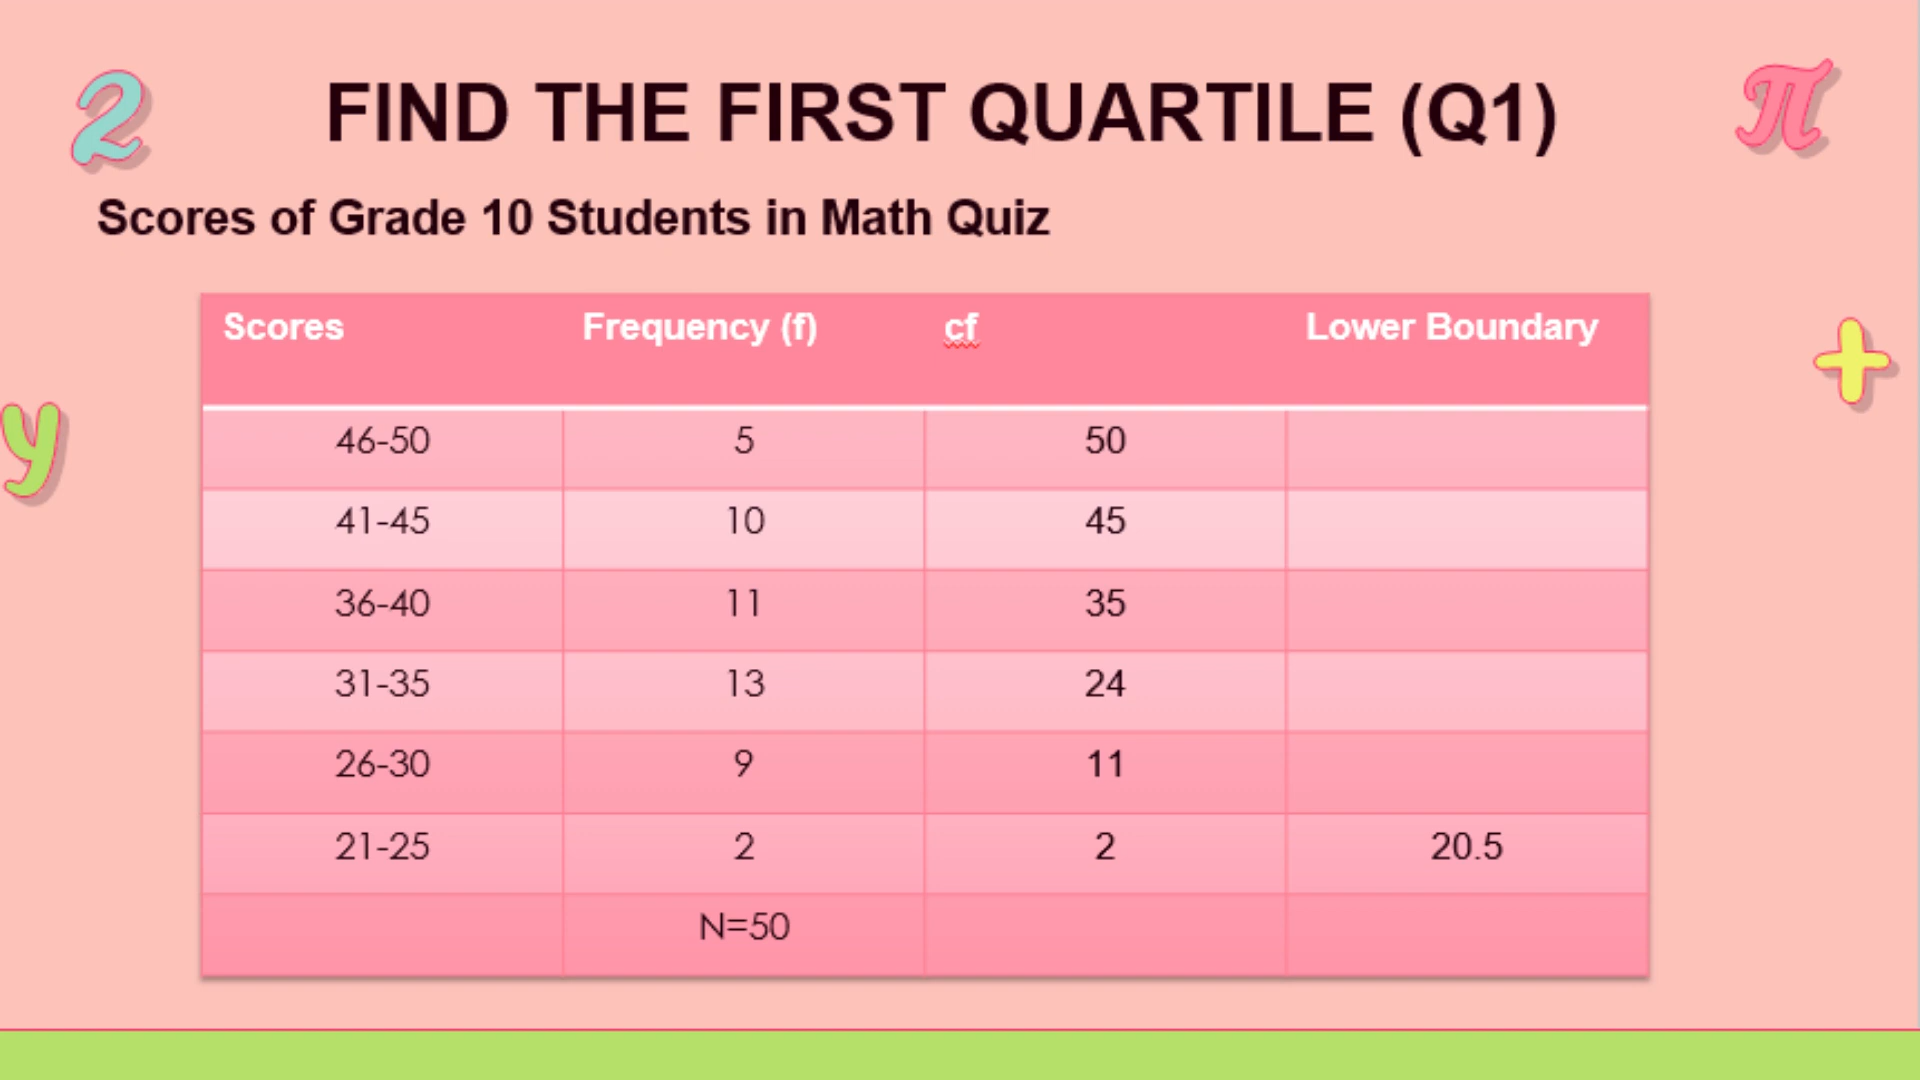 2
FIND THE FIRST QUARTILE (Q1)
π
Scores of Grade 10 Students in Math Quiz
Scores Frequency (f) cf Lower Boundary
+
y
46-50 5 50
41-45 10 45
36-40 11 35
31-35 13 24
26-30 9 11
21-25 2 2 20.5
N=50